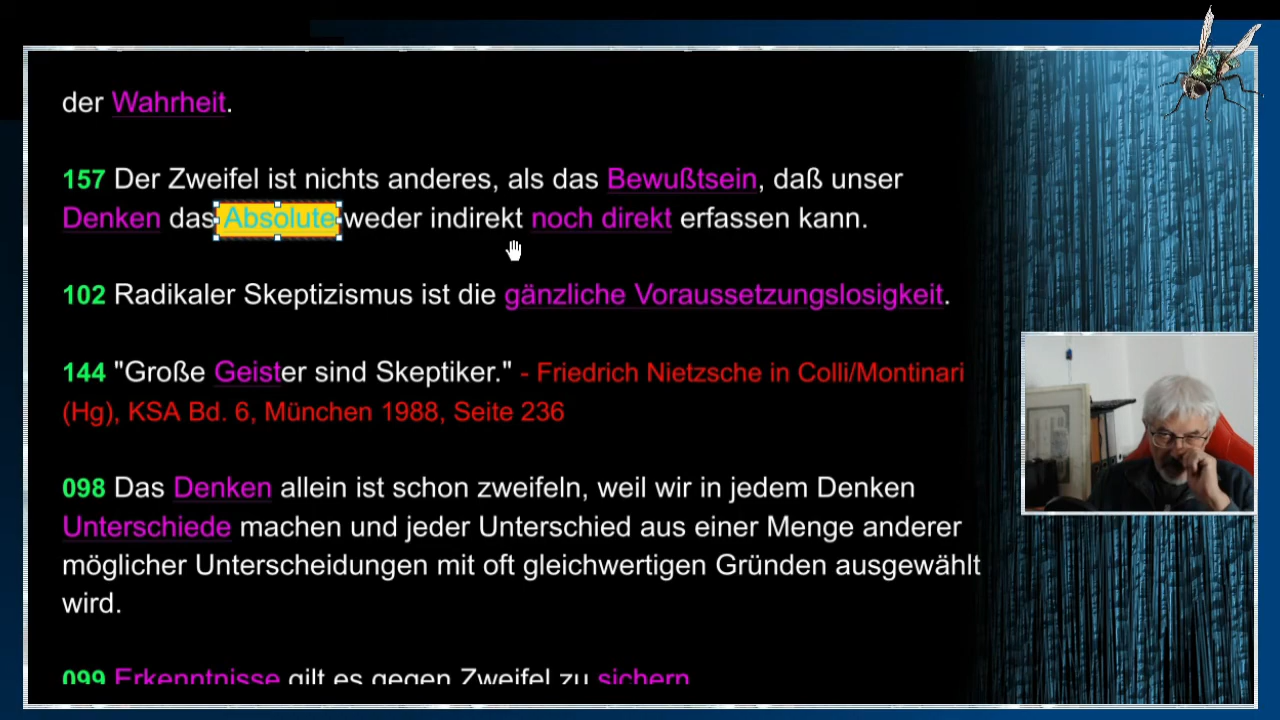 der Wahrheit.
157 Der Zweifel ist nichts anderes, als das Bewußtsein, daß unser
Denken das Absolute weder indirekt noch direkt erfassen kann.
102 Radikaler Skeptizismus ist die gänzliche Voraussetzungslosigkeit.
144 "Große Geister sind Skeptiker." - Friedrich Nietzsche in Colli/Montinari
(Hg), KSA Bd. 6, München 1988, Seite 236
098 Das Denken allein ist schon zweifeln, weil wir in jedem Denken
Unterschiede machen und jeder Unterschied aus einer Menge anderer
möglicher Unterscheidungen mit oft gleichwertigen Gründen ausgewählt
wird.
099 Erkenntnisse gilt es gegen Zweifel zu sichern